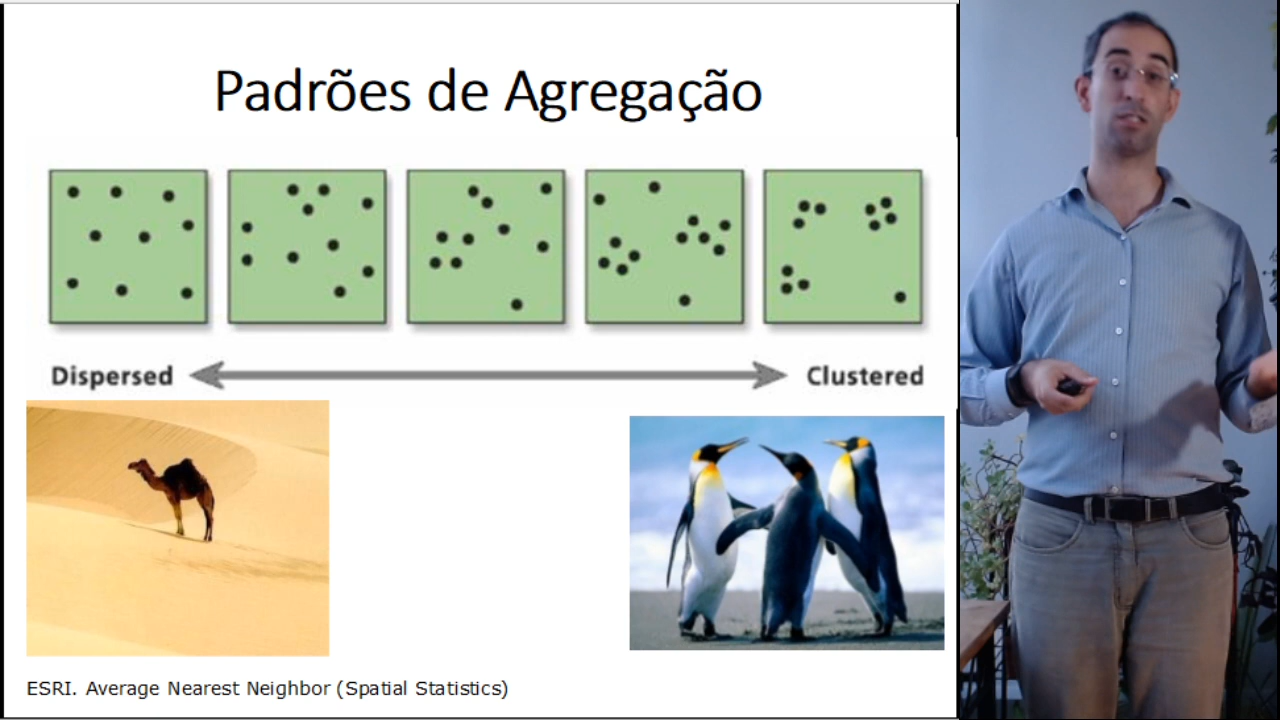 Padrões de Agregação
Dispersed
Clustered
ESRI. Average Nearest Neighbor (Spatial Statistics)